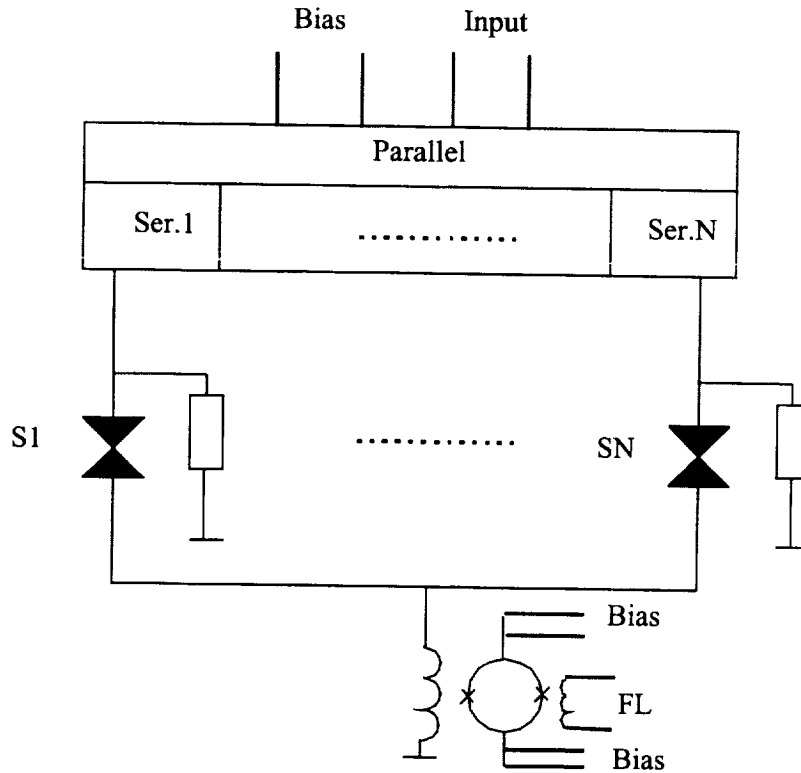 Bias Input
Parallel
Ser.1 ............ Ser.N
S1 ............ SN
Bias
FL
Bias